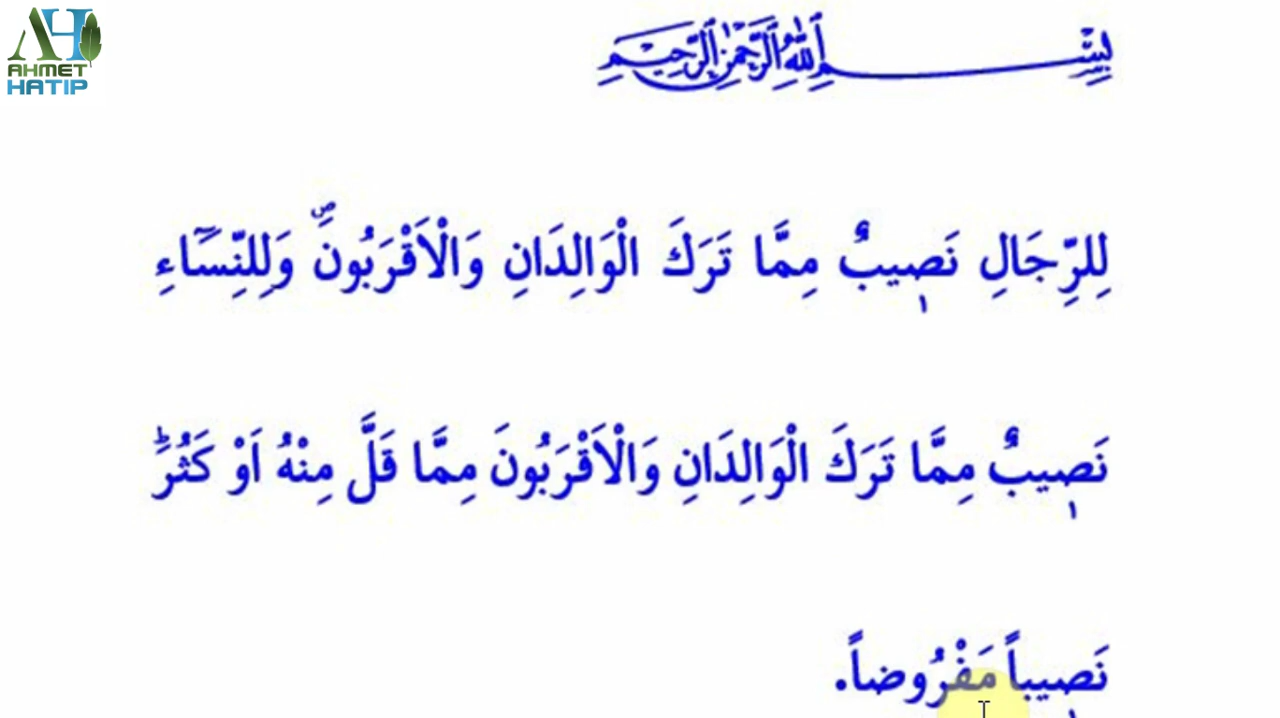 AHMET
HATIP
بِسْمِ اللّٰهِ الرَّحْمٰنِ الرَّحِيمِ
لِلرِّجَالِ نَصٖيبٌ مِمَّا تَرَكَ الْوَالِدَانِ وَالْاَقْرَبُونَۖ وَلِلنِّسَٓاءِ
نَصٖيبٌ مِمَّا تَرَكَ الْوَالِدَانِ وَالْاَقْرَبُونَ مِمَّا قَلَّ مِنْهُ اَوْ كَثُرَؕ
نَصٖيباً مَفْرُوضاً.